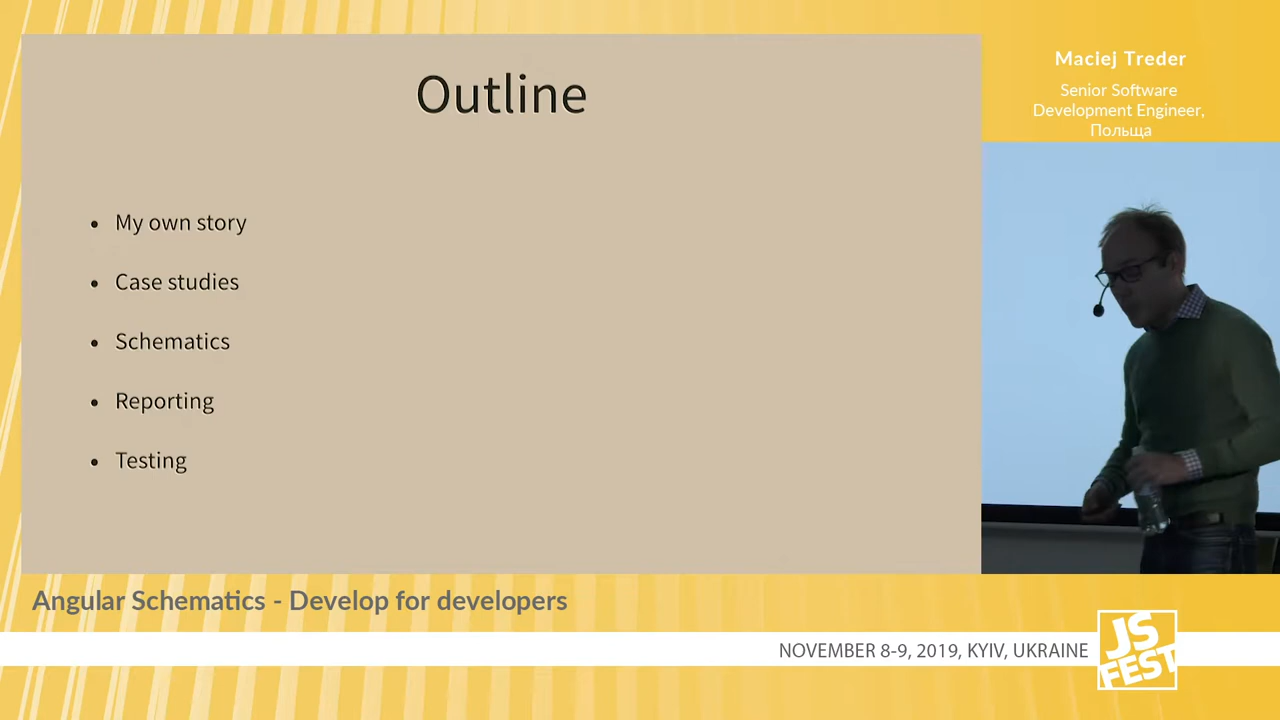 Outline
• My own story
• Case studies
• Schematics
• Reporting
• Testing
Maciej Treder
Senior Software
Development Engineer,
Польща
Angular Schematics - Develop for developers
NOVEMBER 8-9, 2019, KYIV, UKRAINE
JS
FEST